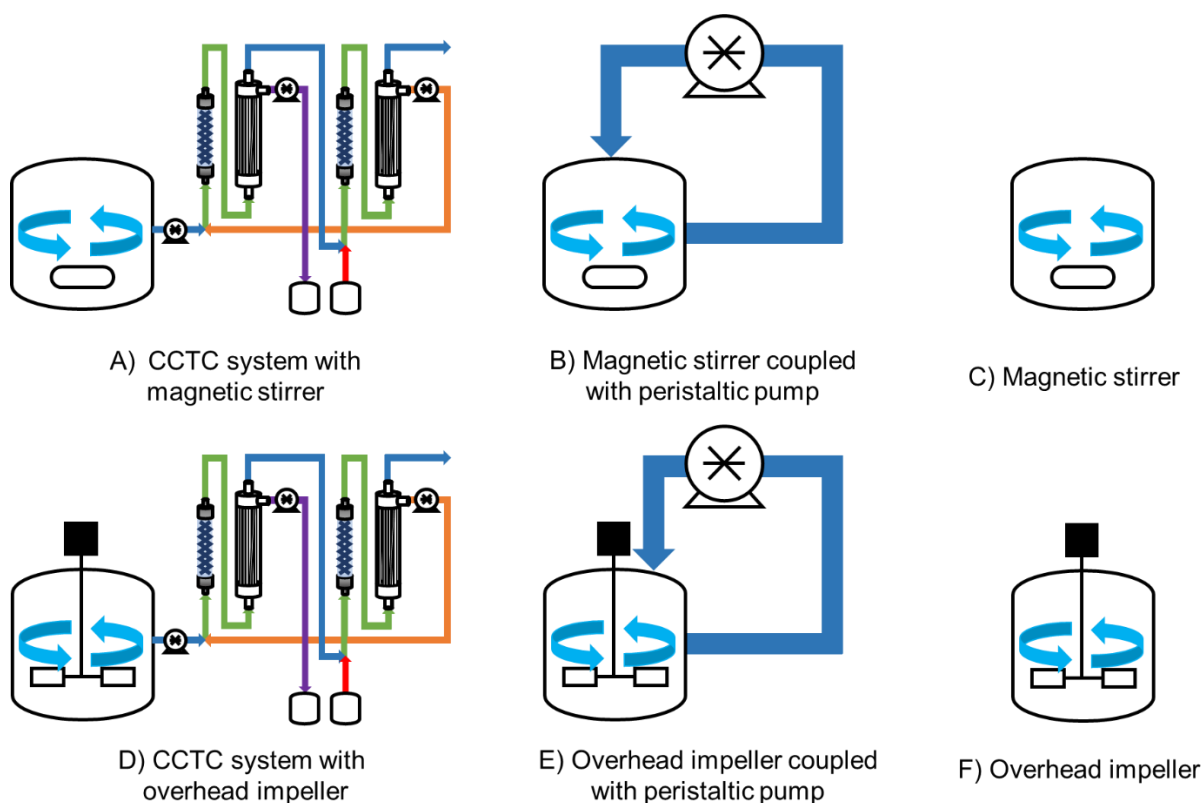 A) CCTC system with
magnetic stirrer
B) Magnetic stirrer coupled
with peristaltic pump
C) Magnetic stirrer
D) CCTC system with
overhead impeller
E) Overhead impeller coupled
with peristaltic pump
F) Overhead impeller